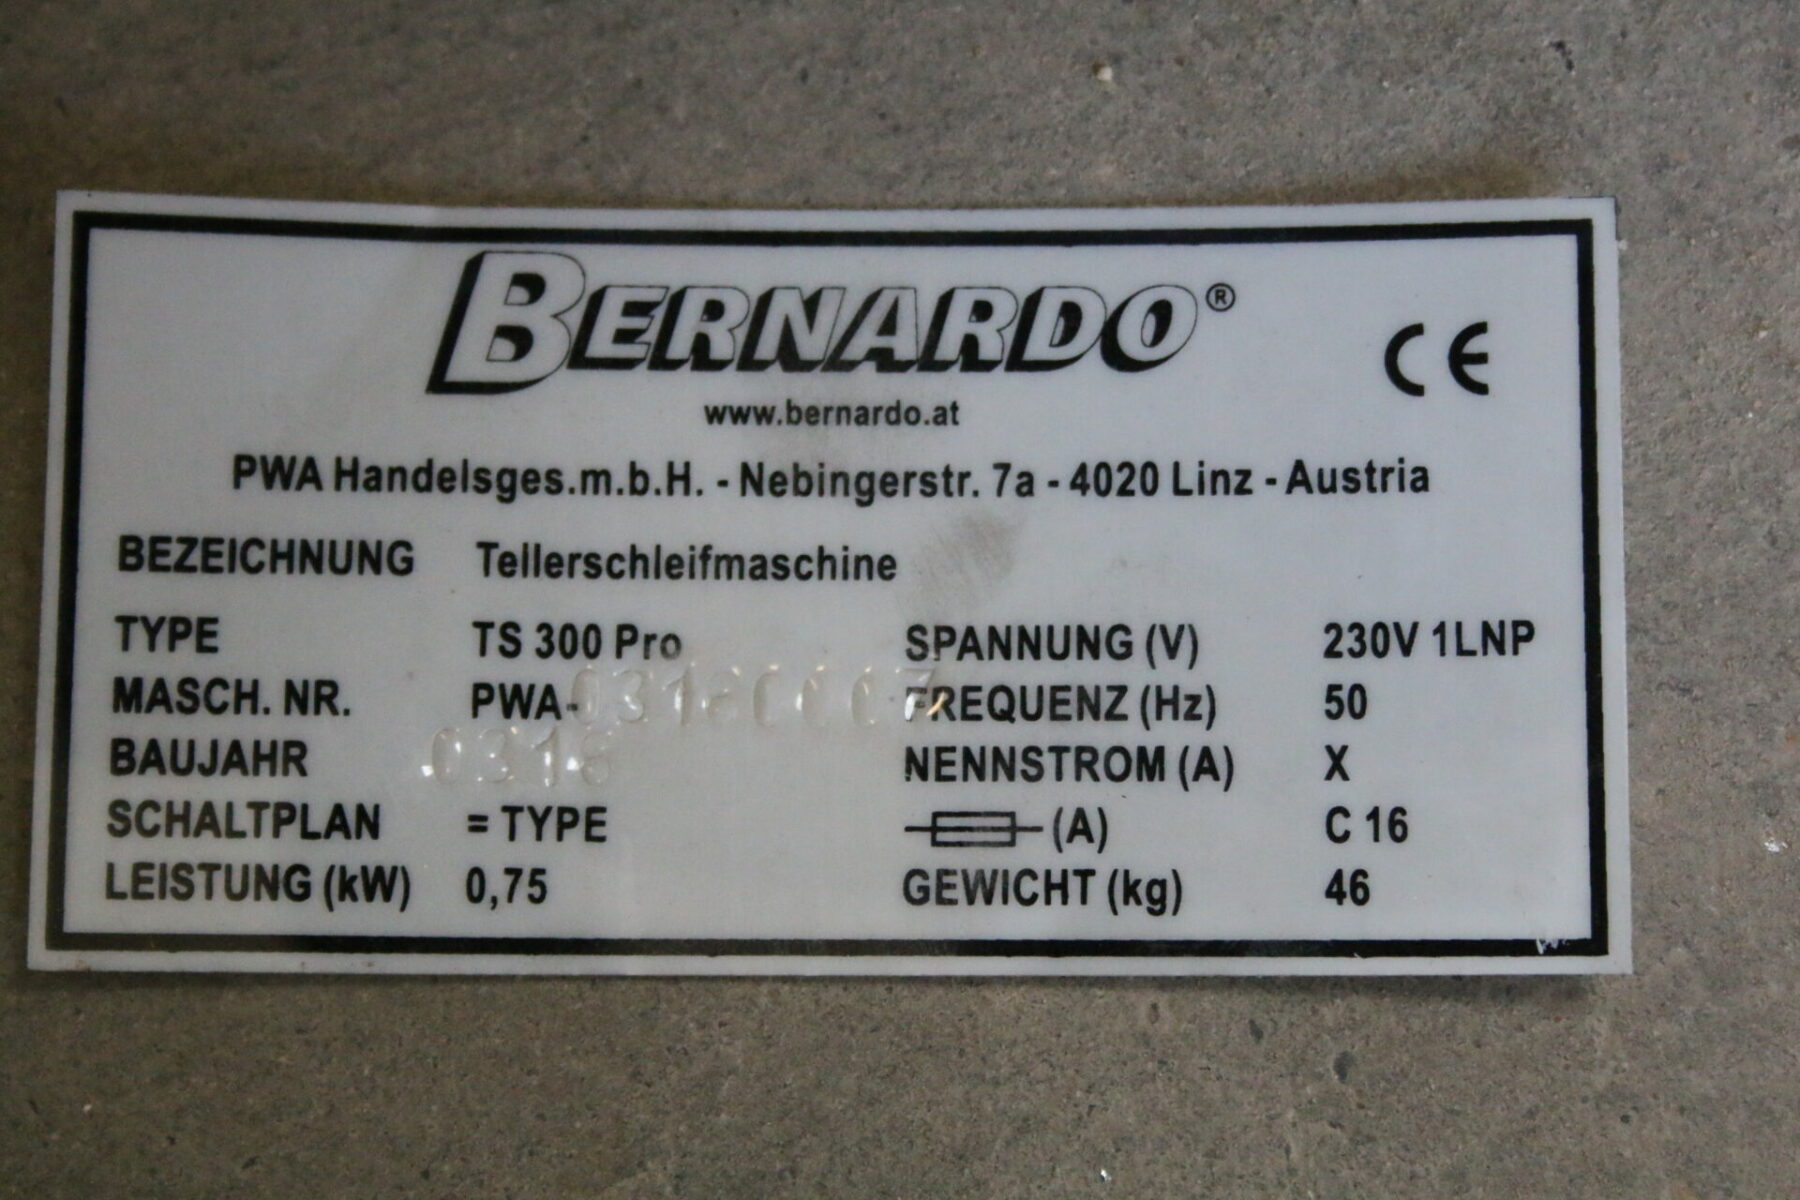 BERNARDO®
CE
www.bernardo.at
PWA Handelsges.m.b.H. - Nebingerstr. 7a - 4020 Linz - Austria
BEZEICHNUNG Tellerschleifmaschine
TYPE TS 300 Pro SPANNUNG (V) 230V 1LNP
MASCH. NR. PWA- FREQUENZ (Hz) 50
BAUJAHR 0316 NENNSTROM (A) X
SCHALTPLAN = TYPE (A) C 16
LEISTUNG (kW) 0,75 GEWICHT (kg) 46